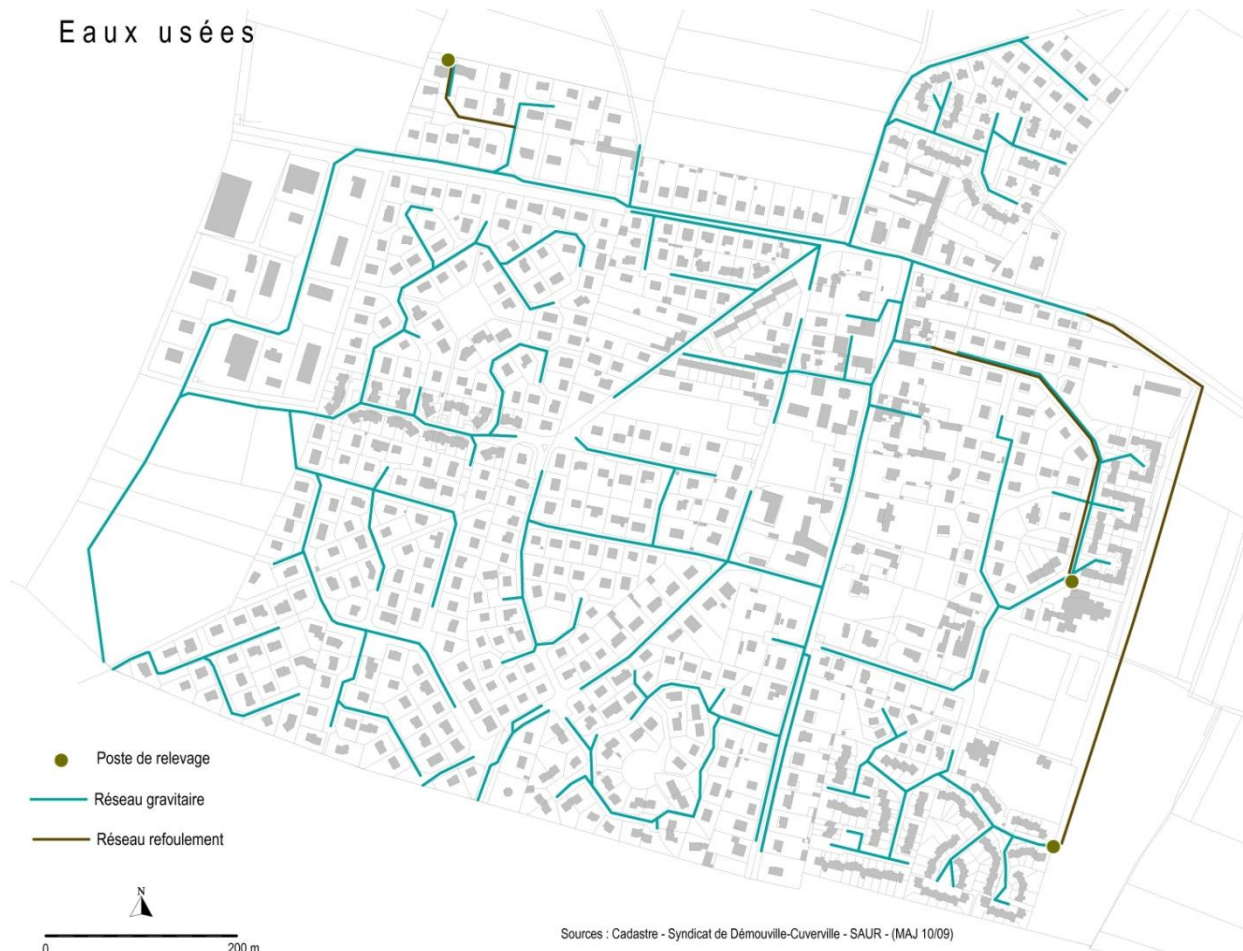 Eaux usées
Poste de relevage
Réseau gravitaire
Réseau refoulement
N
0 200 m
Sources : Cadastre - Syndicat de Démouville-Cuverville - SAUR - (MAJ 10/09)